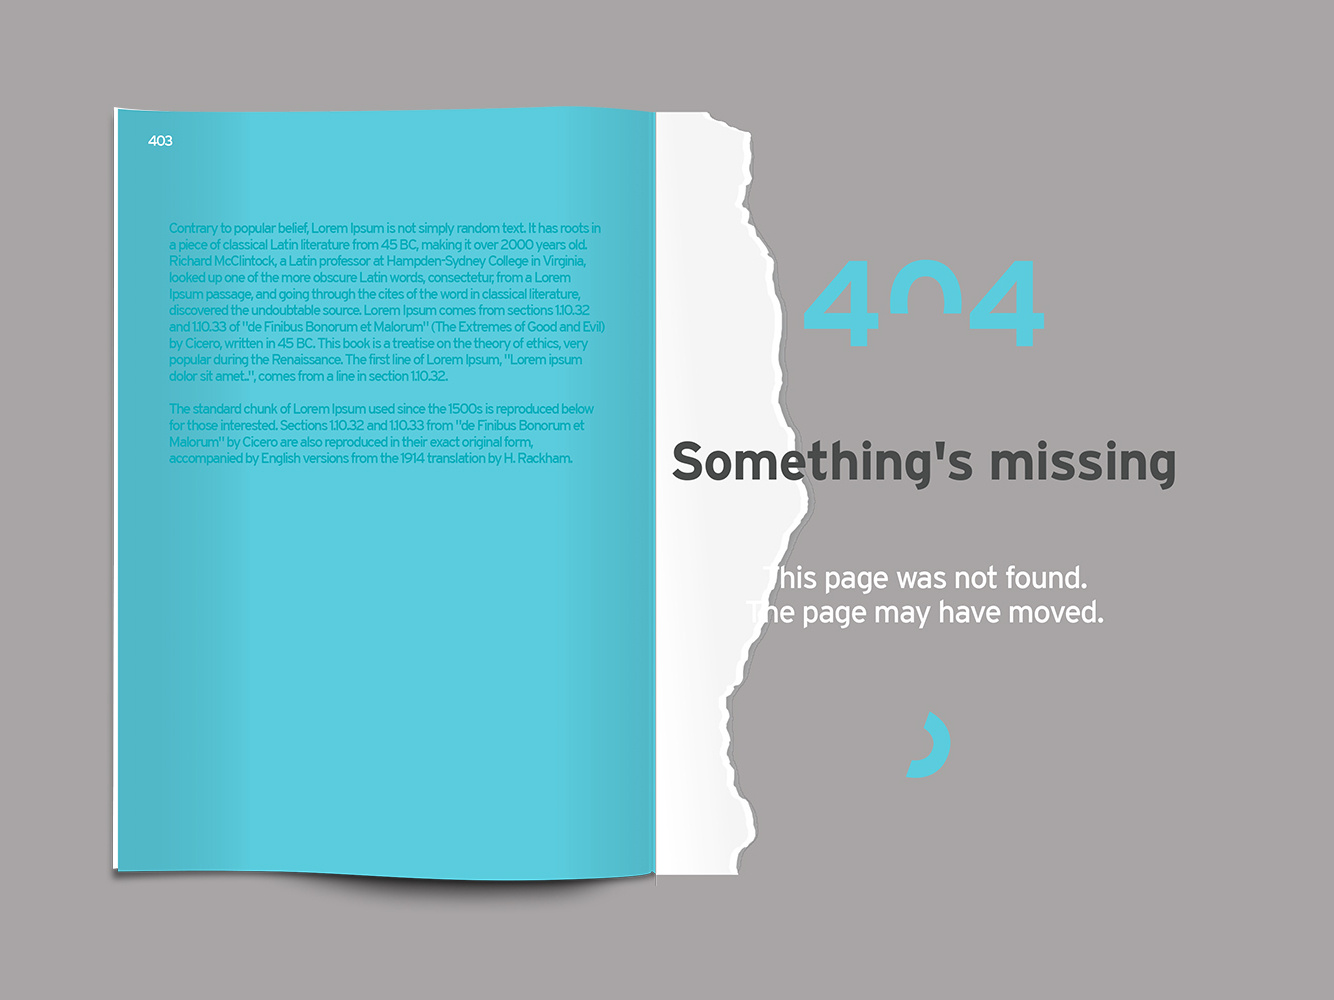 403
Contrary to popular belief, Lorem Ipsum is not simply random text. It has roots in
a piece of classical Latin literature from 45 BC, making it over 2000 years old.
Richard McClintock, a Latin professor at Hampden-Sydney College in Virginia,
looked up one of the more obscure Latin words, consectetur, from a Lorem
Ipsum passage, and going through the cites of the word in classical literature,
discovered the undoubtable source. Lorem Ipsum comes from sections 1.10.32
and 1.10.33 of "de Finibus Bonorum et Malorum" (The Extremes of Good and Evil)
by Cicero, written in 45 BC. This book is a treatise on the theory of ethics, very
popular during the Renaissance. The first line of Lorem Ipsum, "Lorem ipsum
dolor sit amet..", comes from a line in section 1.10.32.
The standard chunk of Lorem Ipsum used since the 1500s is reproduced below
for those interested. Sections 1.10.32 and 1.10.33 from "de Finibus Bonorum et
Malorum" by Cicero are also reproduced in their exact original form,
accompanied by English versions from the 1914 translation by H. Rackham.
404
Something's missing
This page was not found.
The page may have moved.